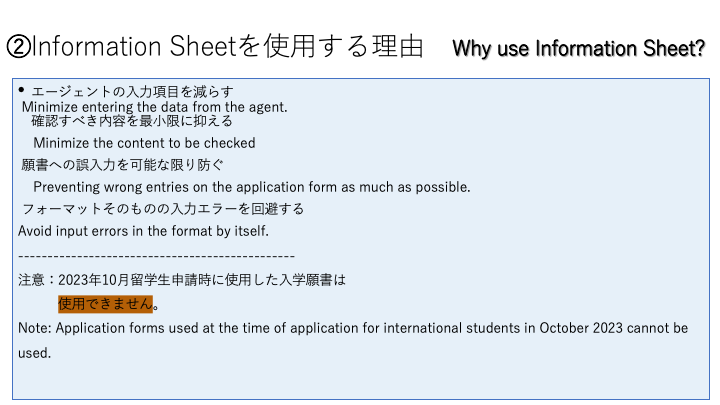 ②Information Sheetを使用する理由 Why use Information Sheet?
• エージェントの入力項目を減らす
Minimize entering the data from the agent.
確認すべき内容を最小限に抑える
Minimize the content to be checked
願書への誤入力を可能な限り防ぐ
Preventing wrong entries on the application form as much as possible.
フォーマットそのものの入力エラーを回避する
Avoid input errors in the format by itself.
-----------------------------------------------
注意：2023年10月留学生申請時に使用した入学願書は
使用できません。
Note: Application forms used at the time of application for international students in October 2023 cannot be
used.